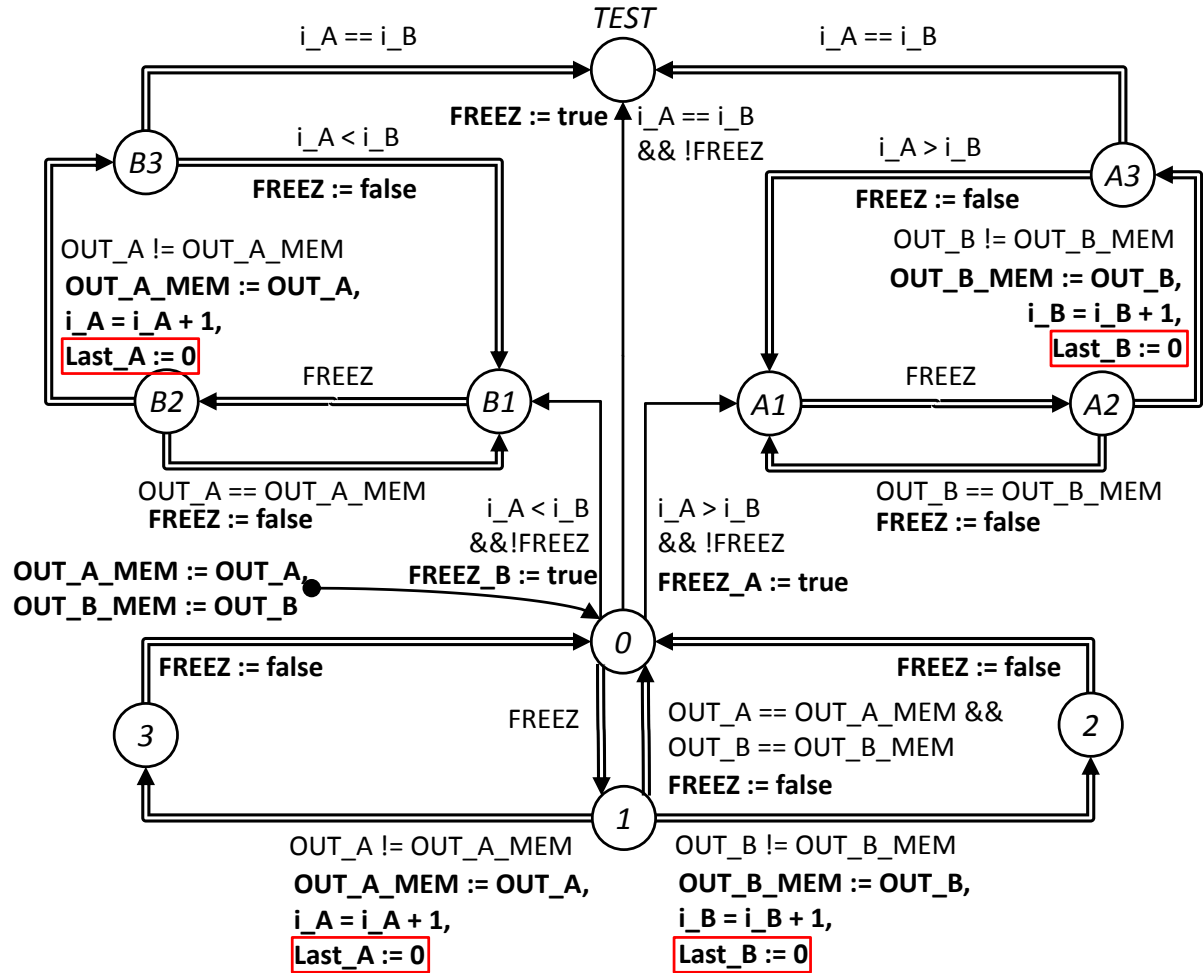 TEST
i_A == i_B
i_A == i_B
FREEZ := true
i_A == i_B
&& !FREEZ
B3
i_A < i_B
FREEZ := false
i_A > i_B
FREEZ := false
A3
OUT_A != OUT_A_MEM
OUT_A_MEM := OUT_A,
i_A = i_A + 1,
Last_A := 0
OUT_B != OUT_B_MEM
OUT_B_MEM := OUT_B,
i_B = i_B + 1,
Last_B := 0
B2
FREEZ
B1
A1
FREEZ
A2
OUT_A == OUT_A_MEM
FREEZ := false
OUT_B == OUT_B_MEM
FREEZ := false
i_A < i_B
&&!FREEZ
FREEZ_B := true
i_A > i_B
&& !FREEZ
FREEZ_A := true
OUT_A_MEM := OUT_A,
OUT_B_MEM := OUT_B
0
FREEZ := false
FREEZ := false
3
FREEZ
OUT_A == OUT_A_MEM &&
OUT_B == OUT_B_MEM
FREEZ := false
2
1
OUT_A != OUT_A_MEM
OUT_A_MEM := OUT_A,
i_A = i_A + 1,
Last_A := 0
OUT_B != OUT_B_MEM
OUT_B_MEM := OUT_B,
i_B = i_B + 1,
Last_B := 0